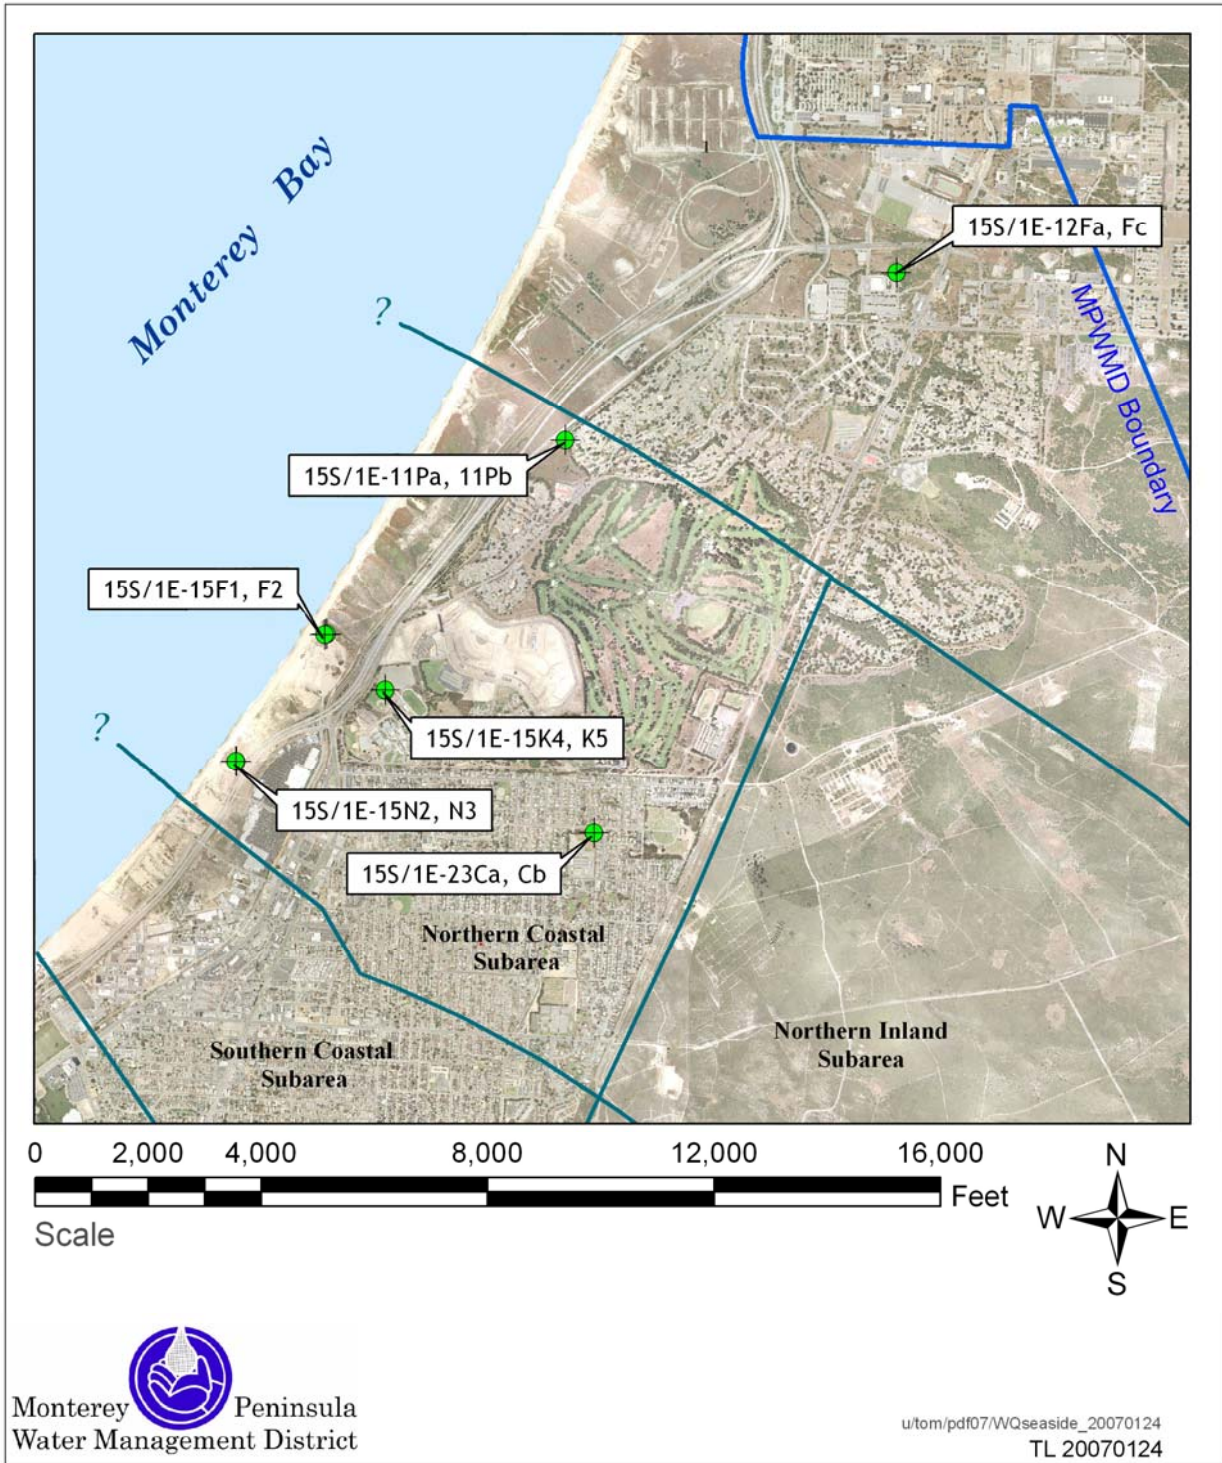 Monterey Bay
15S/1E-12Fa, Fc
?
MPWMD Boundary
15S/1E-11Pa, 11Pb
15S/1E-15F1, F2
?
15S/1E-15K4, K5
15S/1E-15N2, N3
15S/1E-23Ca, Cb
Northern Coastal
Subarea
Northern Inland
Subarea
Southern Coastal
Subarea
0 2,000 4,000 8,000 12,000 16,000
Feet
Scale
N
W E
S
Monterey Peninsula
Water Management District
u/tom/pdf07/WQseaside_20070124
TL 20070124